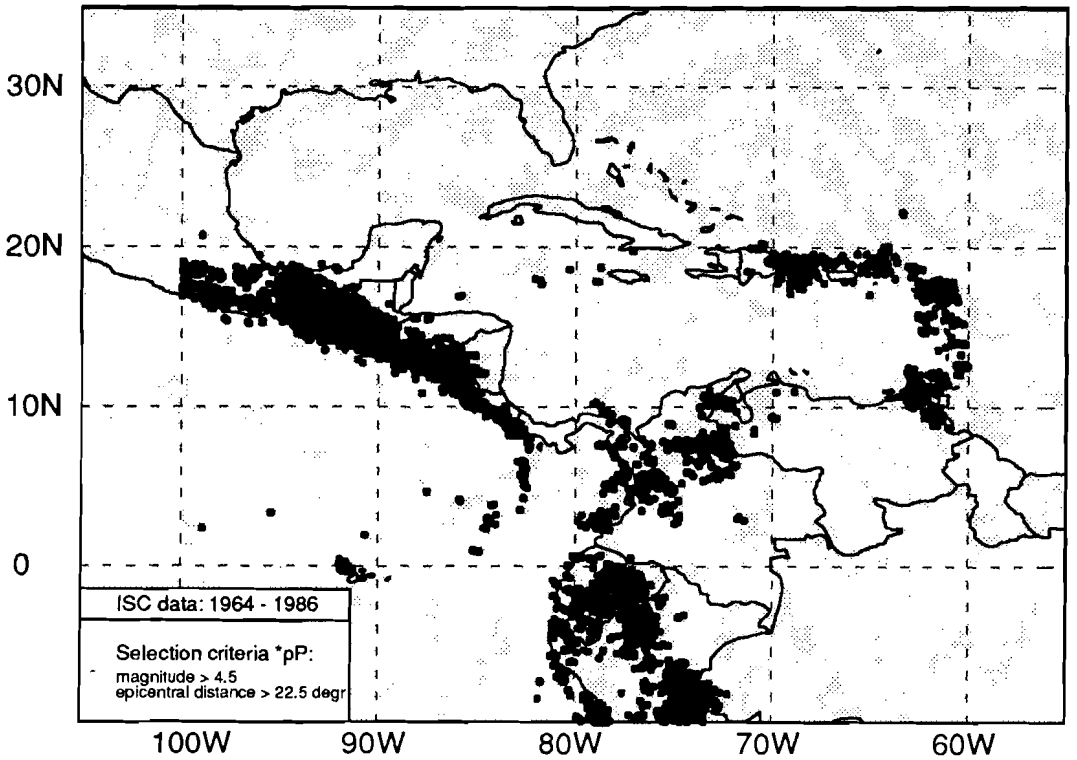 30N
20N
10N
0
ISC data: 1964 - 1986
Selection criteria *pP:
magnitude > 4.5
epicentral distance > 22.5 degr
100W 90W 80W 70W 60W